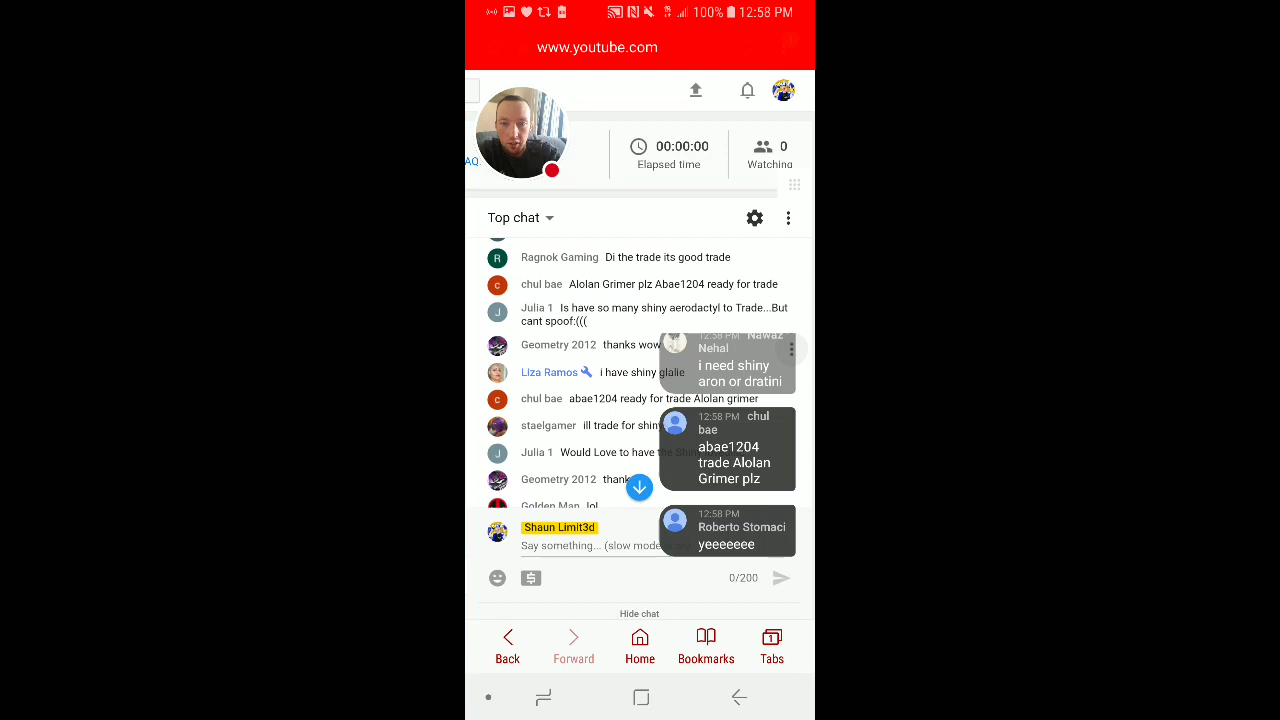 100% 12:58 PM
www.youtube.com
AQ.
00:00:00
Elapsed time
0
Watching
Top chat
R Ragnok Gaming Di the trade its good trade
c chul bae Alolan Grimer plz Abae1204 ready for trade
J Julia 1 Is have so many shiny aerodactyl to Trade...But
cant spoof:(((
Geometry 2012 thanks wow
Liza Ramos i have shiny glalie
c chul bae abae1204 ready for trade Alolan grimer
staelgamer ill trade for shiny
J Julia 1 Would Love to have the
Geometry 2012 thank
Golden Man lol
12:58 PM Nawaz
Nehal
i need shiny
aron or dratini
12:58 PM chul
bae
abae1204
trade Alolan
Grimer plz
12:58 PM
Roberto Stomaci
yeeeeeee
Shaun Limit3d
Say something... (slow mode
0/200
Hide chat
Back
Forward
Home
Bookmarks
1
Tabs